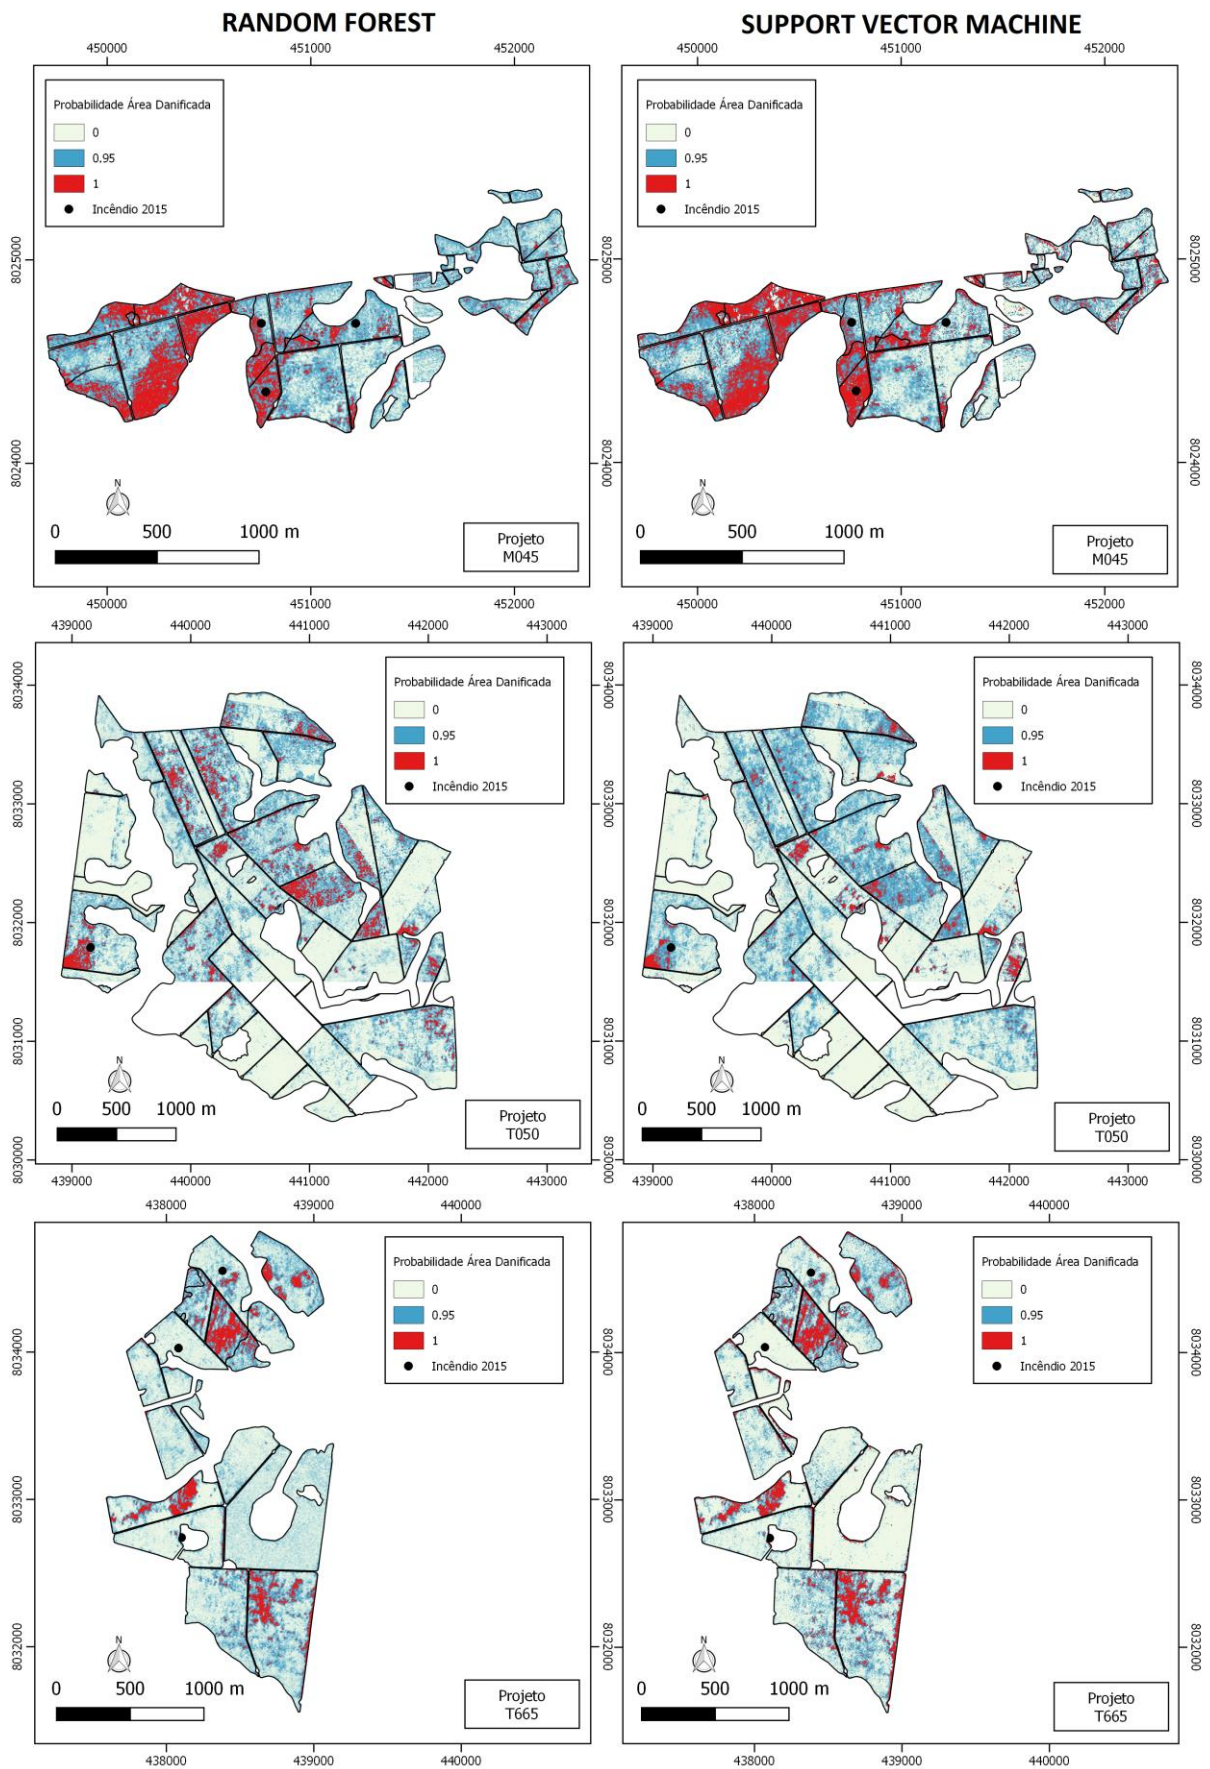 RANDOM FOREST
SUPPORT VECTOR MACHINE
450000 451000 452000
450000 451000 452000
Probabilidade Área Danificada
0
0.95
1
Incêndio 2015
Probabilidade Área Danificada
0
0.95
1
Incêndio 2015
8025000
8025000
8025000
8024000
8024000
8024000
N
0 500 1000 m
Projeto
M045
N
0 500 1000 m
Projeto
M045
450000 451000 452000
450000 451000 452000
439000 440000 441000 442000 443000
439000 440000 441000 442000 443000
Probabilidade Área Danificada
0
0.95
1
Incêndio 2015
Probabilidade Área Danificada
0
0.95
1
Incêndio 2015
8034000
8034000
8034000
8033000
8033000
8033000
8032000
8032000
8032000
8031000
8031000
8031000
8030000
8030000
8030000
N
0 500 1000 m
Projeto
T050
N
0 500 1000 m
Projeto
T050
439000 440000 441000 442000 443000
439000 440000 441000 442000 443000
438000 439000 440000
438000 439000 440000
Probabilidade Área Danificada
0
0.95
1
Incêndio 2015
Probabilidade Área Danificada
0
0.95
1
Incêndio 2015
8034000
8034000
8034000
8033000
8033000
8033000
8032000
8032000
8032000
N
0 500 1000 m
Projeto
T665
N
0 500 1000 m
Projeto
T665
438000 439000 440000
438000 439000 440000